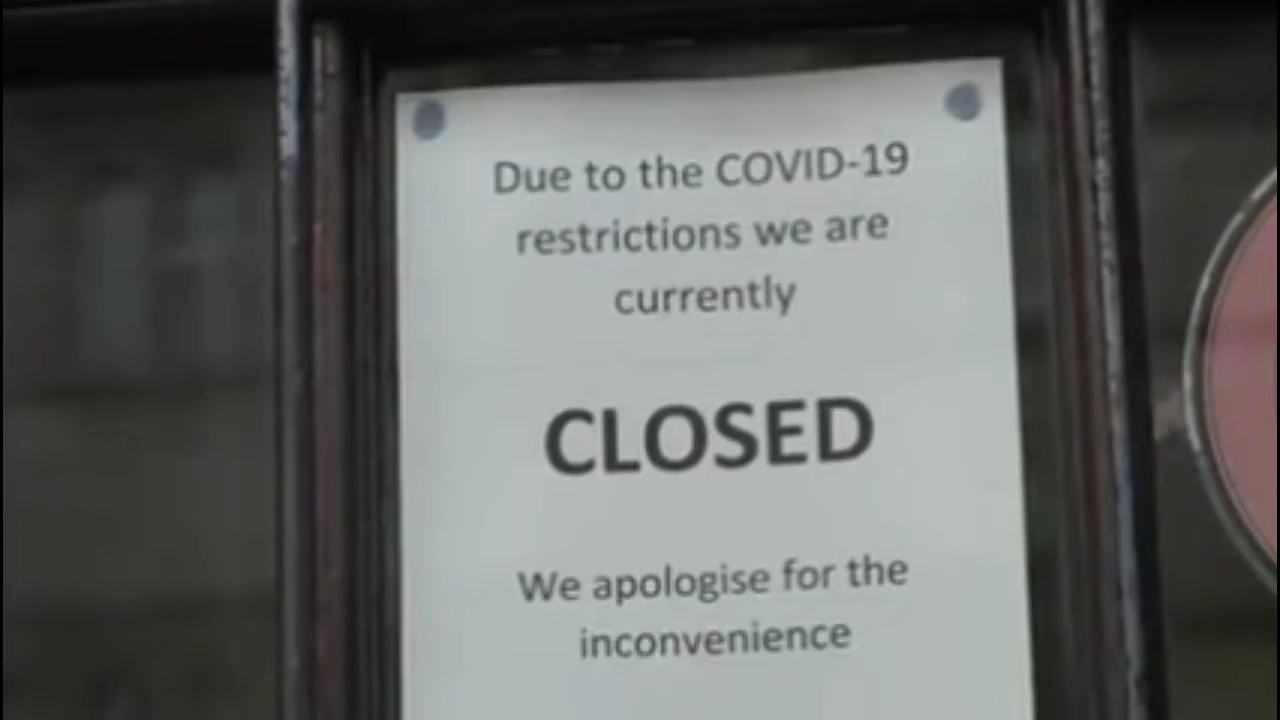 Due to the COVID-19
restrictions we are
currently
CLOSED
We apologise for the
inconvenience